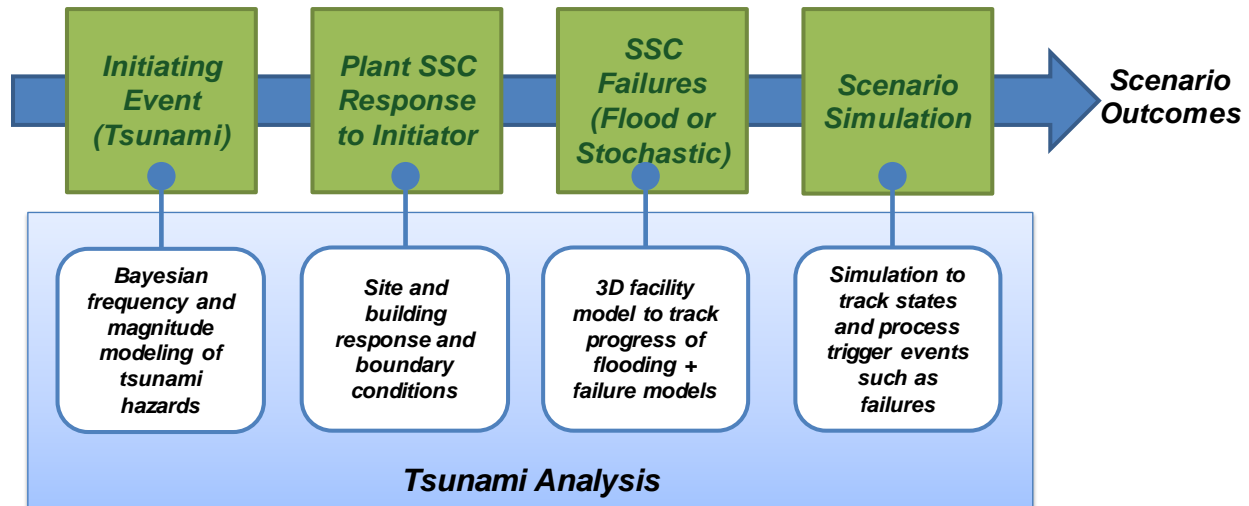 Initiating
Event
(Tsunami)
Plant SSC
Response
to Initiator
SSC
Failures
(Flood or
Stochastic)
Scenario
Simulation
Scenario
Outcomes
Bayesian
frequency and
magnitude
modeling of
tsunami
hazards
Site and
building
response and
boundary
conditions
3D facility
model to track
progress of
flooding +
failure models
Simulation to
track states
and process
trigger events
such as
failures
Tsunami Analysis